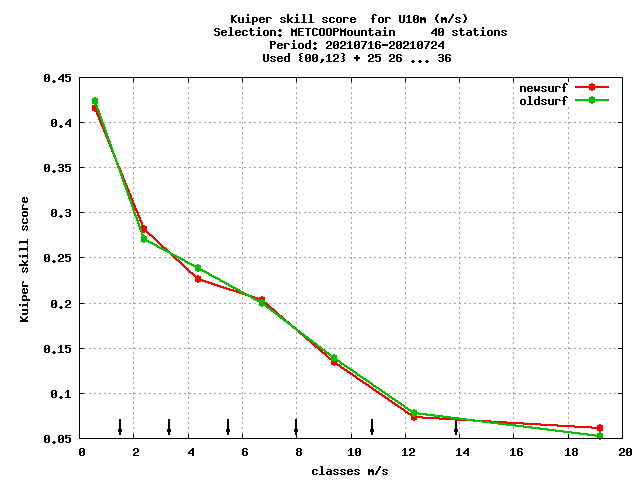 Kuiper skill score  for U10m (m/s)
Selection: METCOOPMountain     40 stations
Period: 20210716-20210724
Used {00,12} + 25 26 ... 36
newsurf
oldsurf
0.45
0.4
0.35
0.3
0.25
0.2
0.15
0.1
0.05
Kuiper skill score
0 2 4 6 8 10 12 14 16 18 20
classes m/s